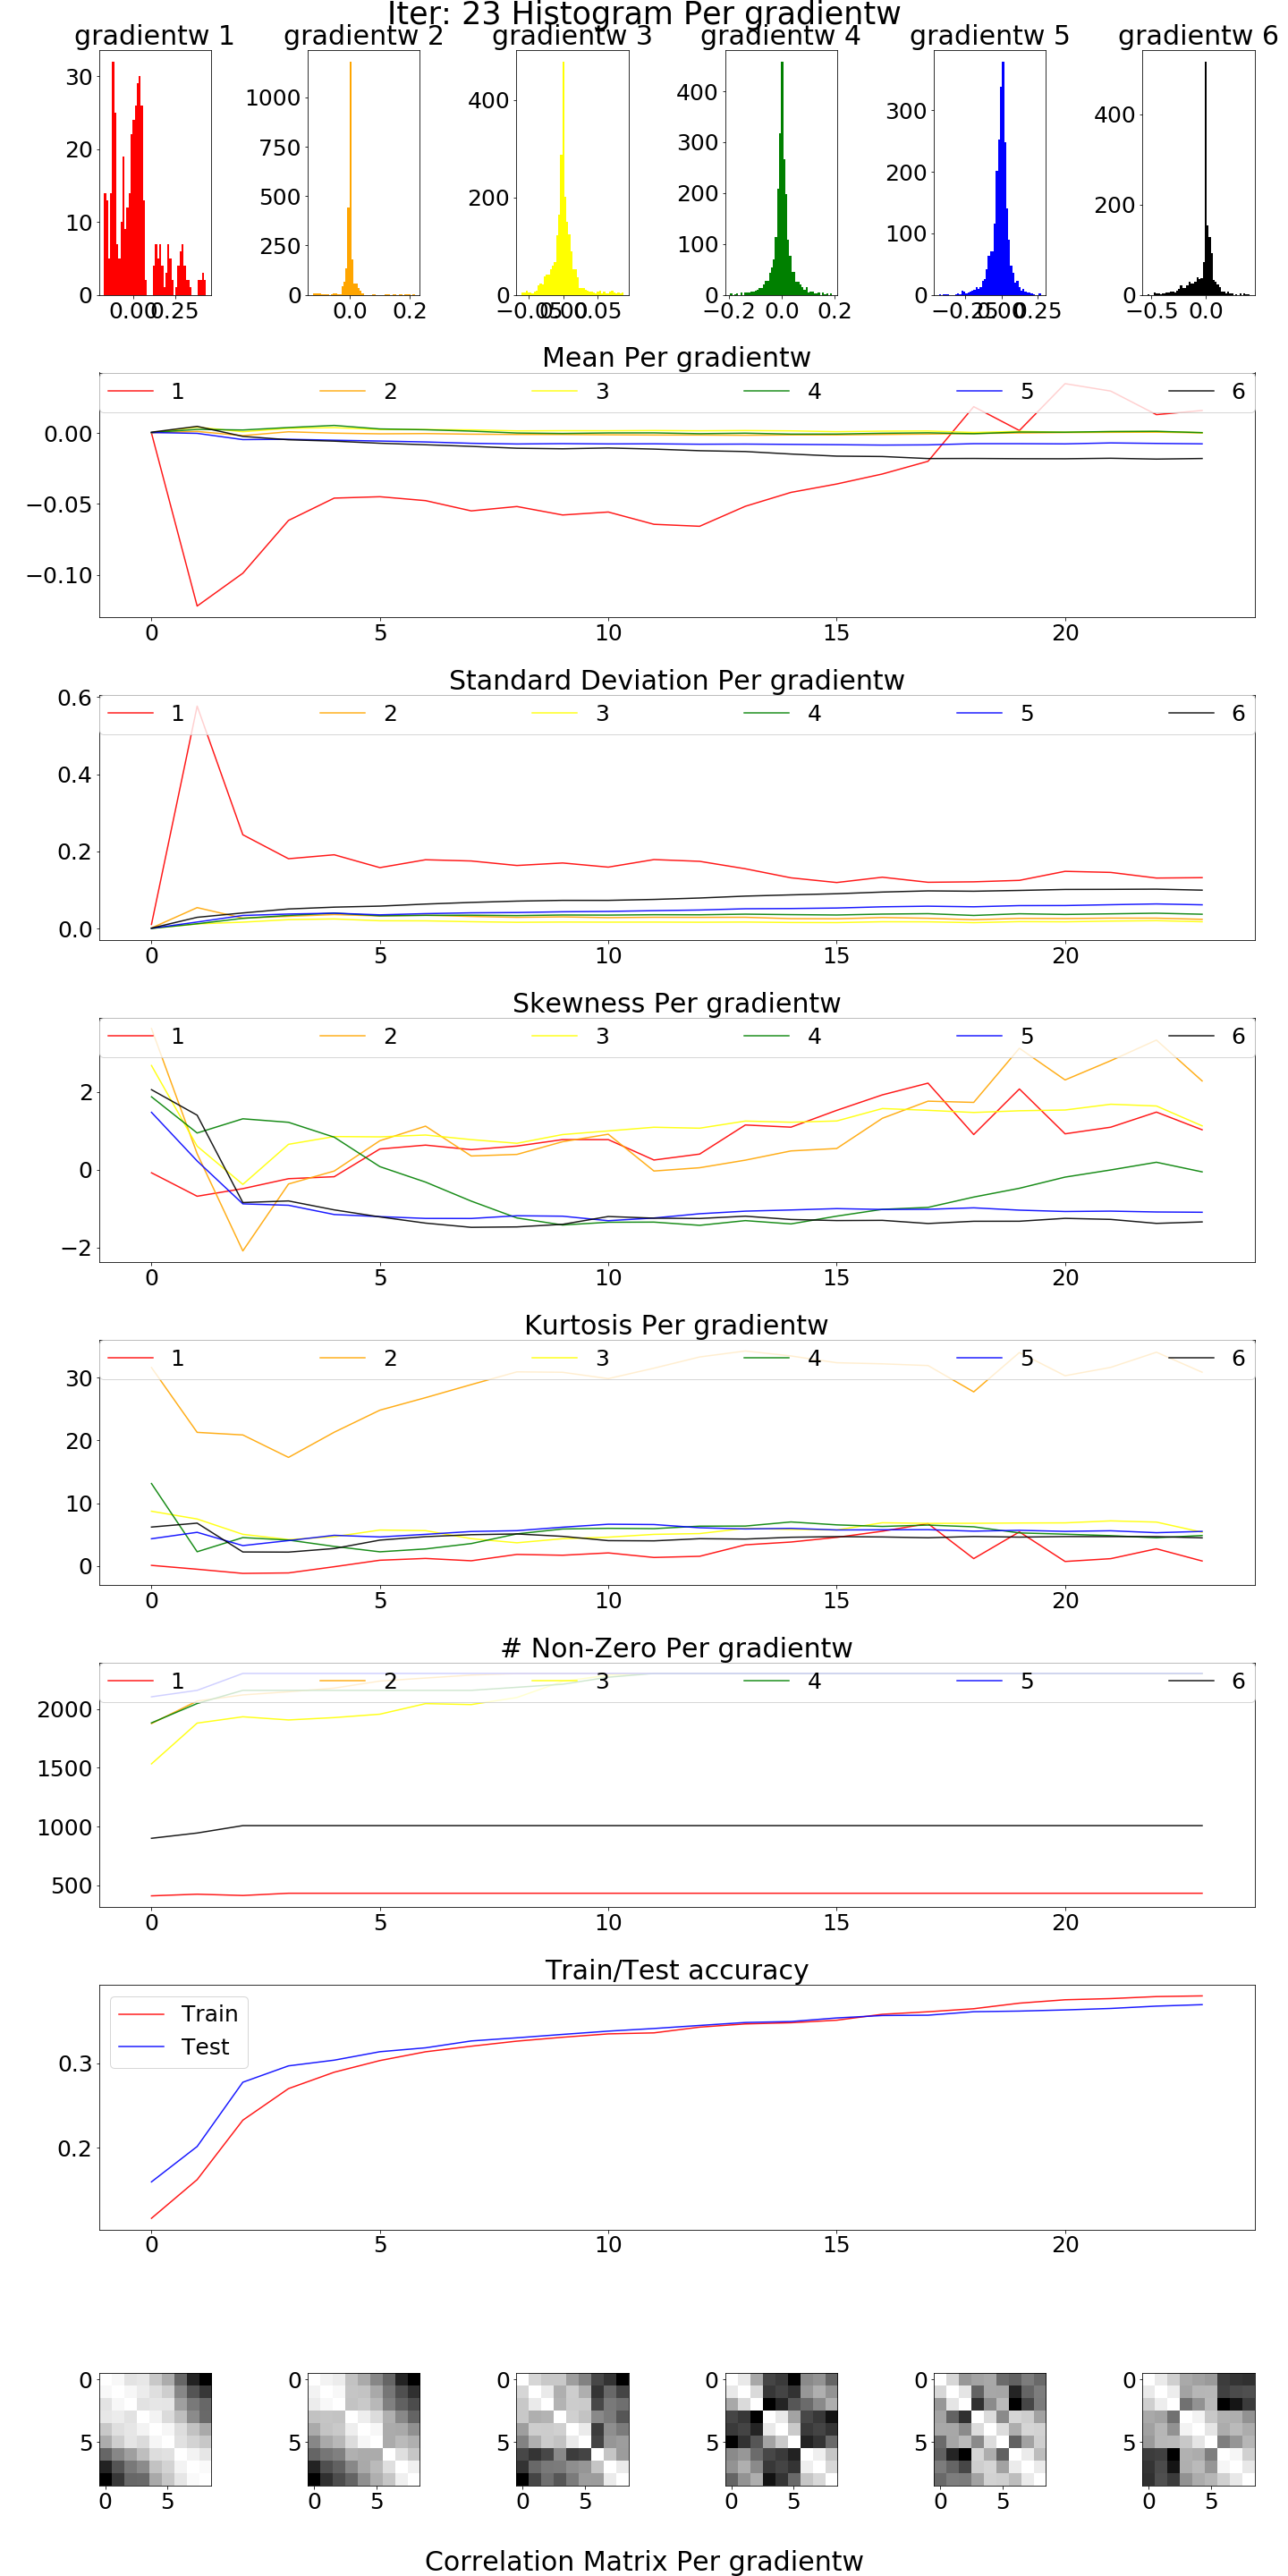 Iter: 23 Histogram Per gradientw
gradientw 1 gradientw 2 gradientw 3 gradientw 4 gradientw 5 gradientw 6
30
20
10
0
0.00 0.25
1000
750
500
250
0
0.0 0.2
400
200
0
−0.05 0.00 0.05
400
300
200
100
0
−0.2 0.0 0.2
300
200
100
0
−0.25 0.00 0.25
400
200
0
−0.5 0.0
Mean Per gradientw
1 2 3 4 5 6
0.00
−0.05
−0.10
0 5 10 15 20
Standard Deviation Per gradientw
1 2 3 4 5 6
0.6
0.4
0.2
0.0
0 5 10 15 20
Skewness Per gradientw
1 2 3 4 5 6
2
0
−2
0 5 10 15 20
Kurtosis Per gradientw
1 2 3 4 5 6
30
20
10
0
0 5 10 15 20
# Non-Zero Per gradientw
1 2 3 4 5 6
2000
1500
1000
500
0 5 10 15 20
Train/Test accuracy
Train
Test
0.3
0.2
0 5 10 15 20
0 0 0 0 0 0
5 5 5 5 5 5
0 5 0 5 0 5 0 5 0 5 0 5
Correlation Matrix Per gradientw